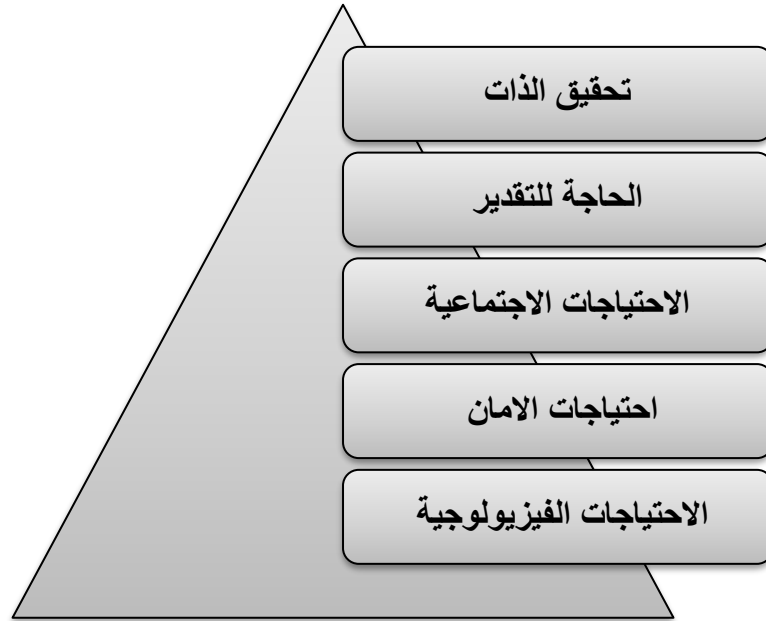 تحقيق الذات
الحاجة للتقدير
الاحتياجات الاجتماعية
احتياجات الامان
الاحتياجات الفيزيولوجية